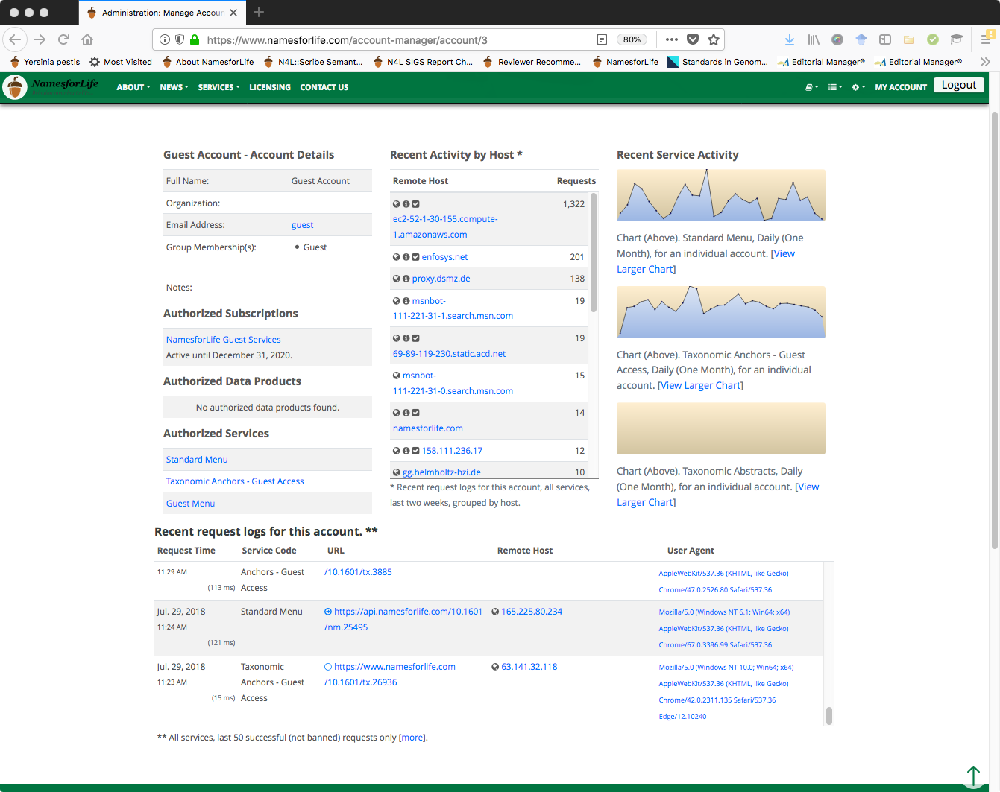 Administration: Manage Accoun
https://www.namesforlife.com/account-manager/account/3
80%
Yersinia pestis
Most Visited
About NamesforLife
N4L::Scribe Semant...
N4L SIGS Report Ch...
Reviewer Recomme...
NamesforLife
Standards in Genom...
Editorial Manager®
Editorial Manager®
NamesforLife
ABOUT
NEWS
SERVICES
LICENSING
CONTACT US
MY ACCOUNT
Logout
Guest Account - Account Details
Full Name: Guest Account
Organization:
Email Address: guest
Group Membership(s): • Guest
Notes:
Authorized Subscriptions
NamesforLife Guest Services
Active until December 31, 2020.
Authorized Data Products
No authorized data products found.
Authorized Services
Standard Menu
Taxonomic Anchors - Guest Access
Guest Menu
Recent Activity by Host *
Remote Host Requests
1,322
ec2-52-1-30-155.compute-
1.amazonaws.com
enfosys.net 201
proxy.dsmz.de 138
msnbot- 19
111-221-31-1.search.msn.com
19
69-89-119-230.static.acd.net
msnbot- 15
111-221-31-0.search.msn.com
14
namesforlife.com
158.111.236.17 12
gg.helmholtz-hzi.de 10
* Recent request logs for this account, all services,
last two weeks, grouped by host.
Recent Service Activity
Chart (Above). Standard Menu, Daily (One
Month), for an individual account. [View
Larger Chart]
Chart (Above). Taxonomic Anchors - Guest
Access, Daily (One Month), for an individual
account. [View Larger Chart]
Chart (Above). Taxonomic Abstracts, Daily
(One Month), for an individual account. [View
Larger Chart]
Recent request logs for this account. **
Request Time Service Code URL Remote Host User Agent
11:29 AM Anchors - Guest /10.1601/tx.3885 AppleWebKit/537.36 (KHTML, like Gecko)
(113 ms) Access Chrome/47.0.2526.80 Safari/537.36
Jul. 29, 2018 Standard Menu https://api.namesforlife.com/10.1601 165.225.80.234 Mozilla/5.0 (Windows NT 6.1; Win64; x64)
11:24 AM /nm.25495 AppleWebKit/537.36 (KHTML, like Gecko)
(121 ms) Chrome/67.0.3396.99 Safari/537.36
Jul. 29, 2018 Taxonomic https://www.namesforlife.com 63.141.32.118 Mozilla/5.0 (Windows NT 10.0; Win64; x64)
11:23 AM Anchors - Guest /10.1601/tx.26936 AppleWebKit/537.36 (KHTML, like Gecko)
(15 ms) Access Chrome/42.0.2311.135 Safari/537.36
Edge/12.10240
** All services, last 50 successful (not banned) requests only [more].